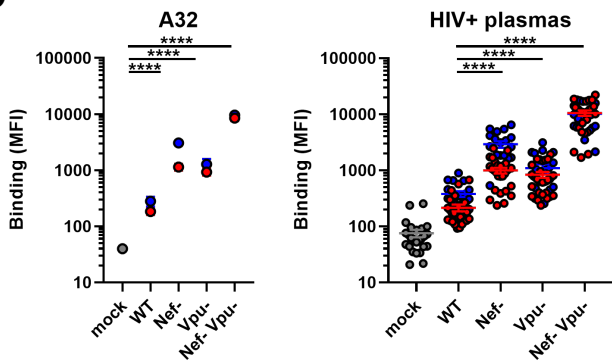 A32
Binding (MFI)
****
****
****
100000
10000
1000
100
10
mock
WT
Nef-
Vpu-
Nef- Vpu-
HIV+ plasmas
Binding (MFI)
****
****
****
100000
10000
1000
100
10
mock
WT
Nef-
Vpu-
Nef- Vpu-